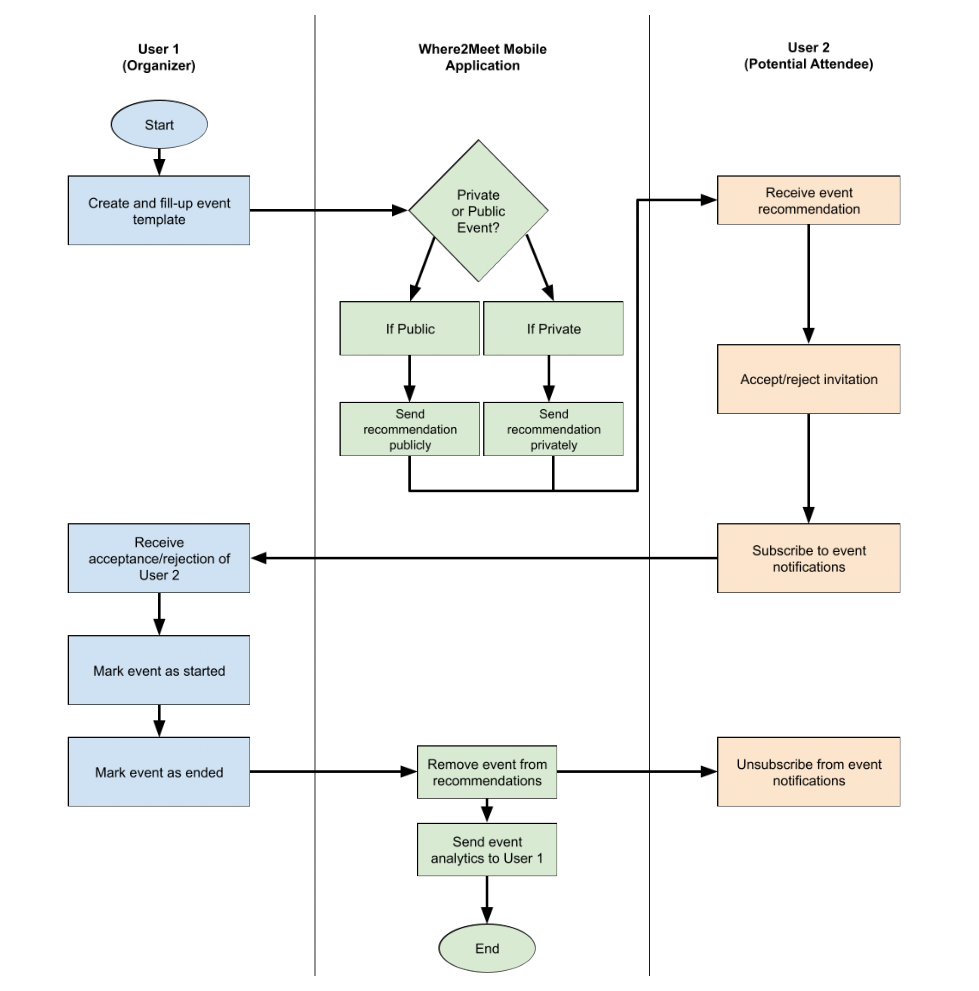 User 1
(Organizer)
Where2Meet Mobile
Application
User 2
(Potential Attendee)
Start
Create and fill-up event
template
Private
or Public
Event?
Receive event
recommendation
If Public
If Private
Accept/reject invitation
Send
recommendation
publicly
Send
recommendation
privately
Receive
acceptance/rejection of
User 2
Subscribe to event
notifications
Mark event as started
Mark event as ended
Remove event from
recommendations
Unsubscribe from event
notifications
Send event
analytics to User 1
End